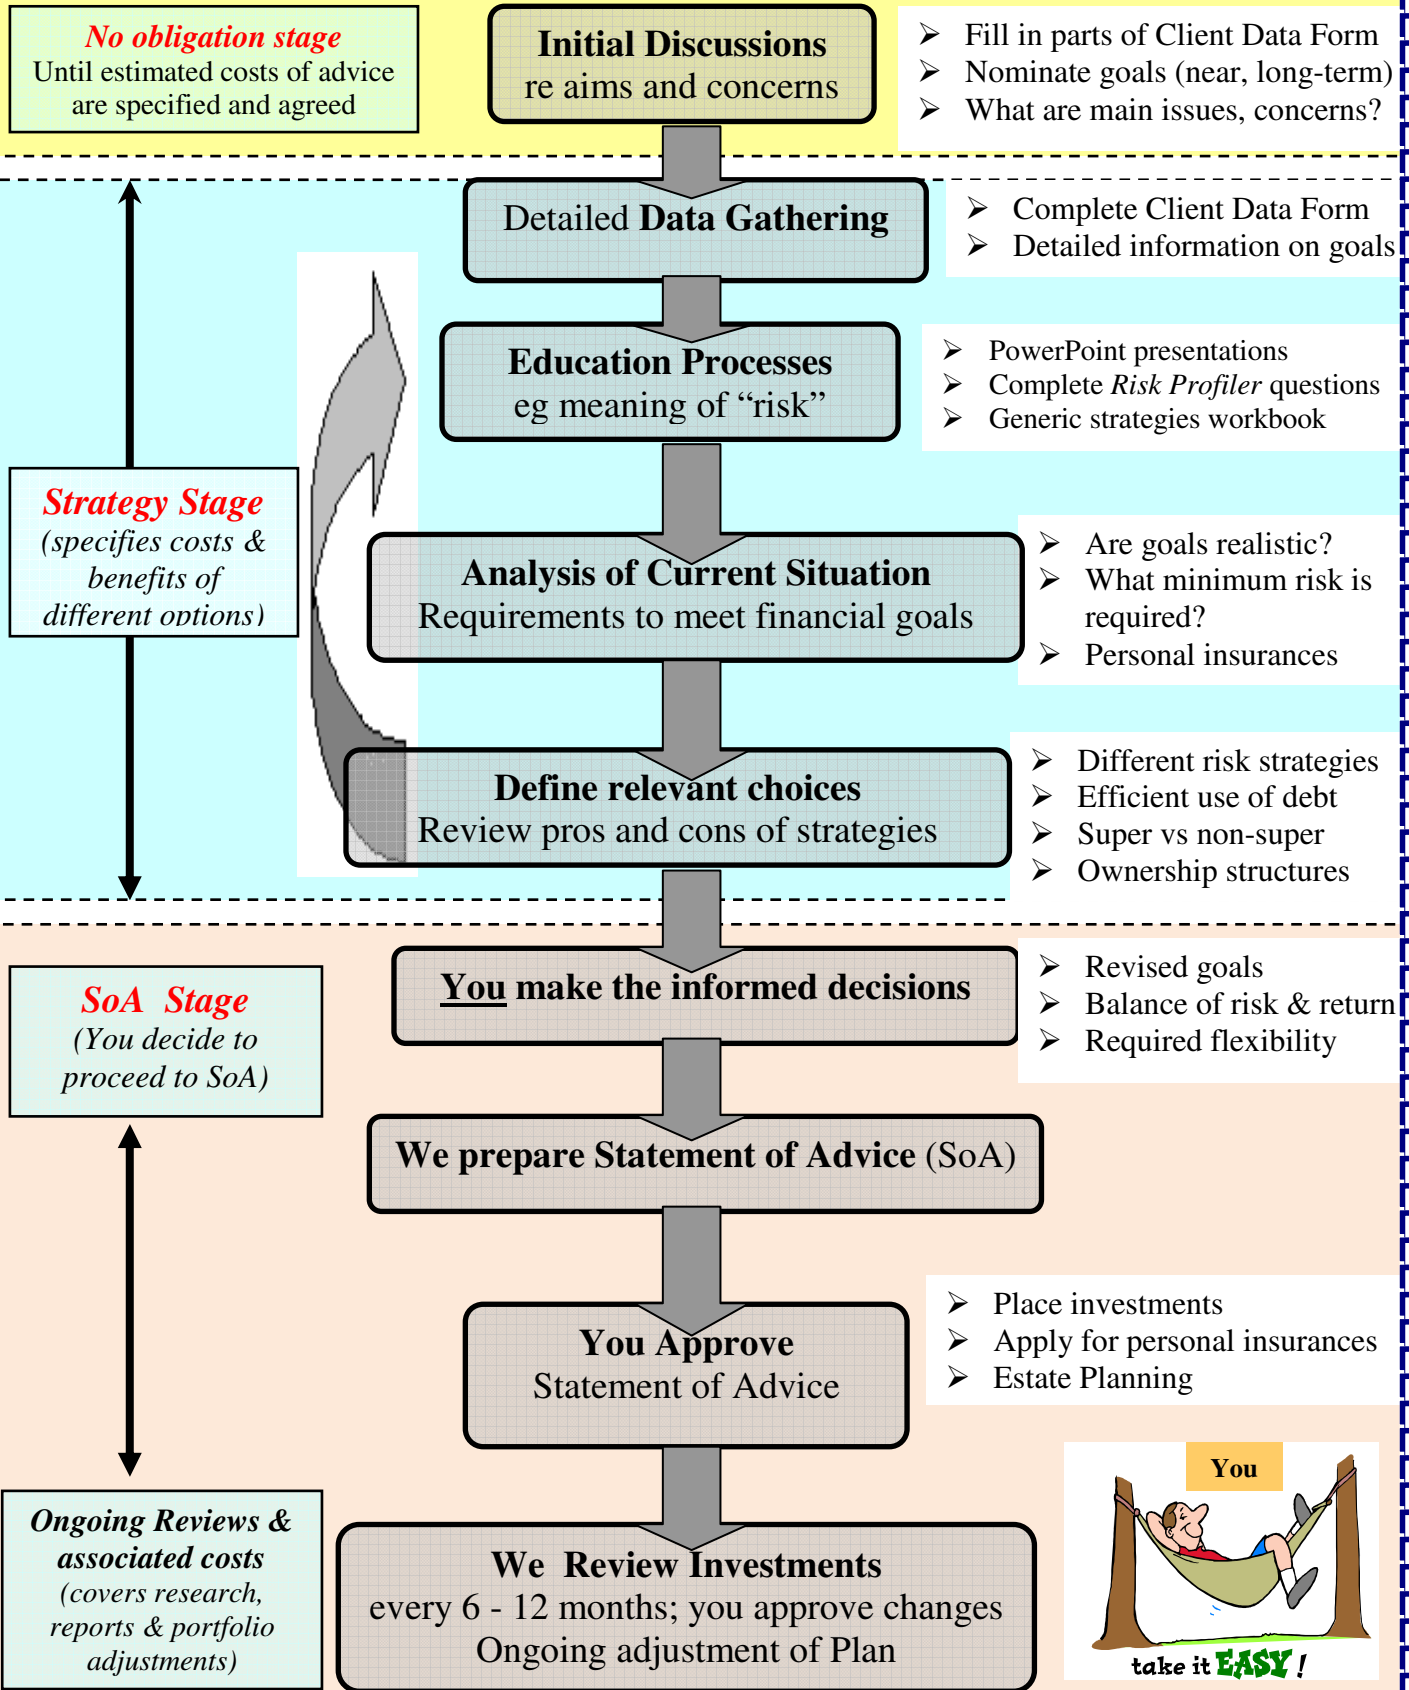 No obligation stage
Until estimated costs of advice
are specified and agreed
Initial Discussions
re aims and concerns
➢ Fill in parts of Client Data Form
➢ Nominate goals (near, long-term)
➢ What are main issues, concerns?
Detailed Data Gathering
➢ Complete Client Data Form
➢ Detailed information on goals
Education Processes
eg meaning of “risk”
➢ PowerPoint presentations
➢ Complete Risk Profiler questions
➢ Generic strategies workbook
Strategy Stage
(specifies costs &
benefits of
different options)
Analysis of Current Situation
Requirements to meet financial goals
➢ Are goals realistic?
➢ What minimum risk is
required?
➢ Personal insurances
Define relevant choices
Review pros and cons of strategies
➢ Different risk strategies
➢ Efficient use of debt
➢ Super vs non-super
➢ Ownership structures
SoA Stage
(You decide to
proceed to SoA)
You make the informed decisions
➢ Revised goals
➢ Balance of risk & return
➢ Required flexibility
We prepare Statement of Advice (SoA)
You Approve
Statement of Advice
➢ Place investments
➢ Apply for personal insurances
➢ Estate Planning
Ongoing Reviews &
associated costs
(covers research,
reports & portfolio
adjustments)
We Review Investments
every 6 - 12 months; you approve changes
Ongoing adjustment of Plan
You
take it EASY !